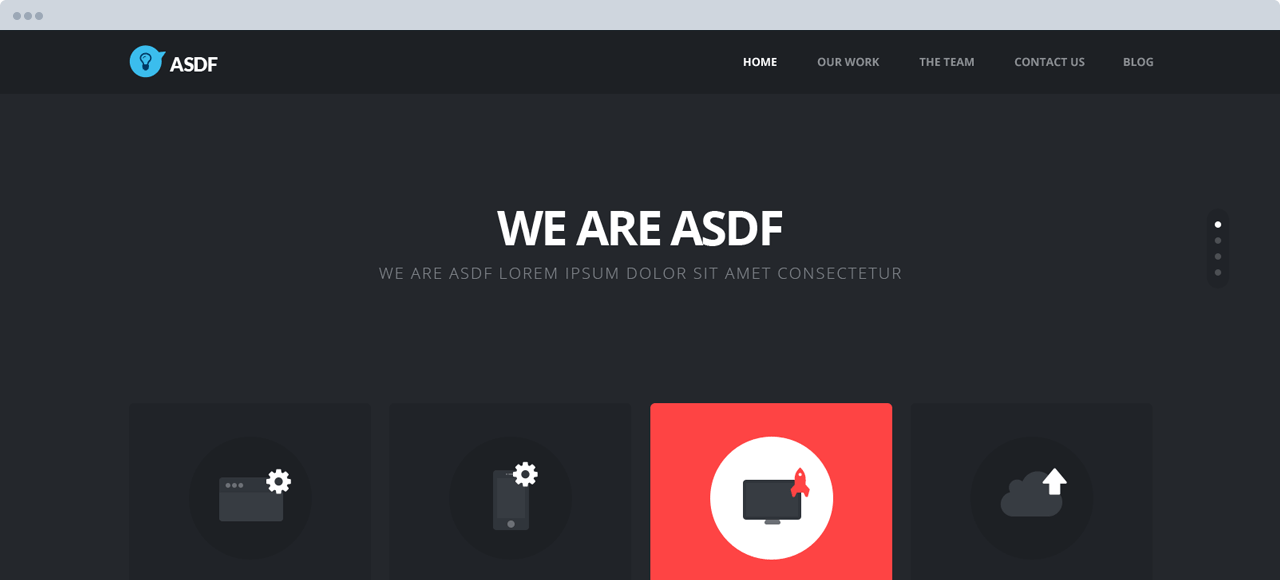 ASDF
HOME OUR WORK THE TEAM CONTACT US BLOG
WE ARE ASDF
WE ARE ASDF LOREM IPSUM DOLOR SIT AMET CONSECTETUR